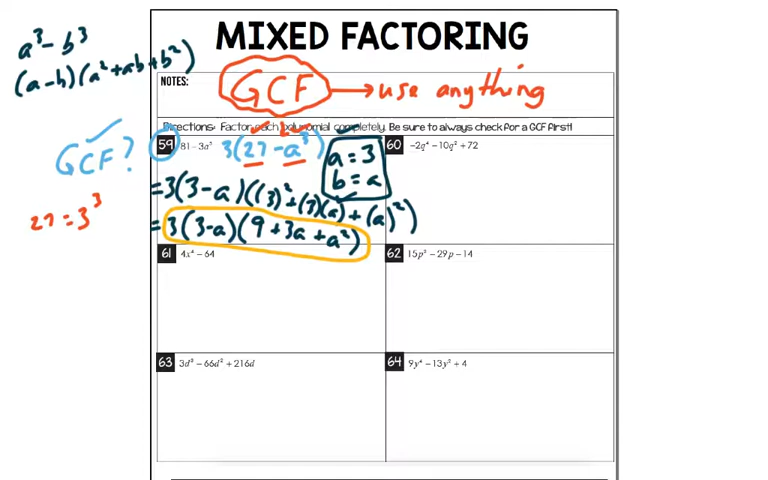 a³ - b³
(a-b)(a² + ab + b²)
MIXED FACTORING
NOTES:
GCF → use anything
Directions: Factor each polynomial completely. Be sure to always check for a GCF first!
GCF?
27 = 3³
59
81 - 3a³
3(27 - a³)
a = 3
b = a
= 3(3-a)((3)² + (3)(a) + (a)²)
= 3(3-a)(9 + 3a + a²)
60
-2q⁴ - 10q² + 72
61
4x⁴ - 64
62
15p² - 29p - 14
63
3d³ - 66d² + 216d
64
9y⁴ - 13y² + 4